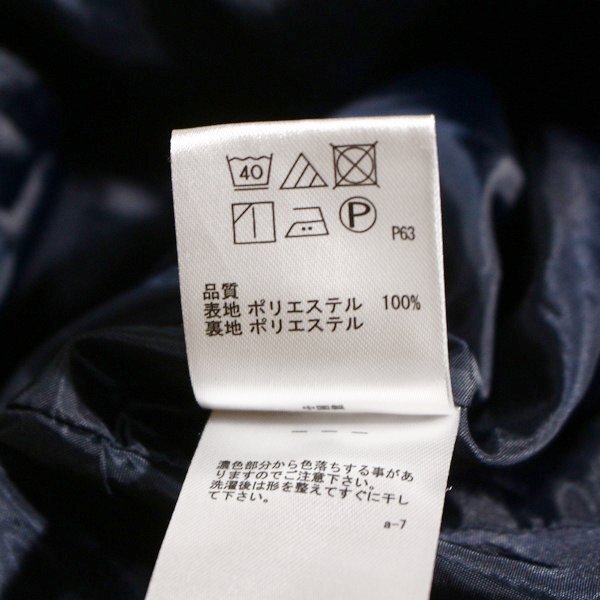 40
P
P63
品質
表地 ポリエステル 100%
裏地 ポリエステル
中国製
濃色部分から色落ちする事があ
りますのでご注意下さい。
洗濯後は形を整えてすぐに干し
て下さい。
a-7